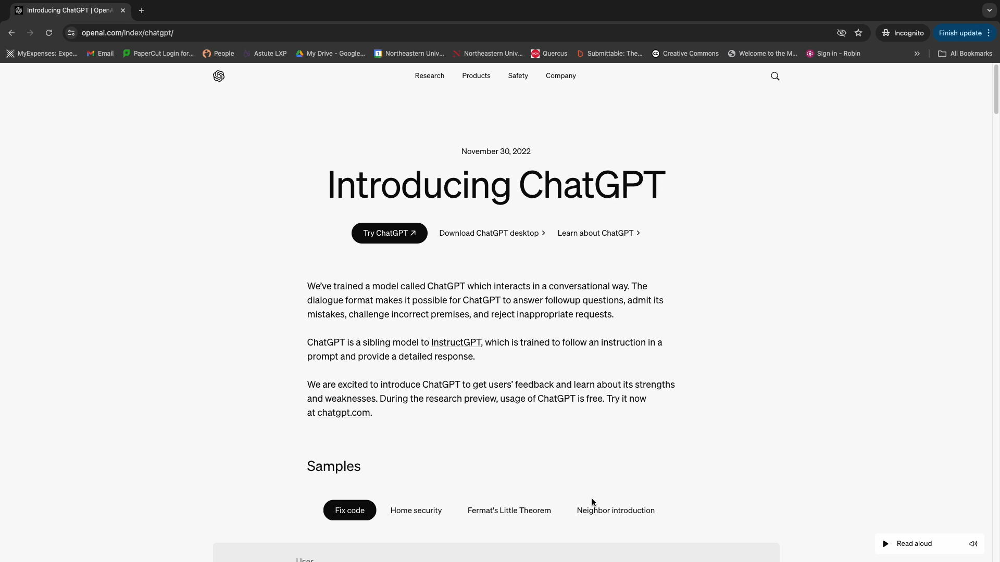 Introducing ChatGPT | OpenA
openai.com/index/chatgpt/
Incognito
Finish update
MyExpenses: Expe...
Email
PaperCut Login for...
People
Astute LXP
My Drive - Google...
1
Northeastern Univ...
Northeastern Univ...
NCH
Quercus
Submittable: The...
cc
Creative Commons
Welcome to the M...
Sign in - Robin
All Bookmarks
Research
Products
Safety
Company
November 30, 2022
Introducing ChatGPT
Try ChatGPT
Download ChatGPT desktop
Learn about ChatGPT
We’ve trained a model called ChatGPT which interacts in a conversational way. The
dialogue format makes it possible for ChatGPT to answer followup questions, admit its
mistakes, challenge incorrect premises, and reject inappropriate requests.
ChatGPT is a sibling model to InstructGPT, which is trained to follow an instruction in a
prompt and provide a detailed response.
We are excited to introduce ChatGPT to get users’ feedback and learn about its strengths
and weaknesses. During the research preview, usage of ChatGPT is free. Try it now
at chatgpt.com.
Samples
Fix code
Home security
Fermat's Little Theorem
Neighbor introduction
User
Read aloud